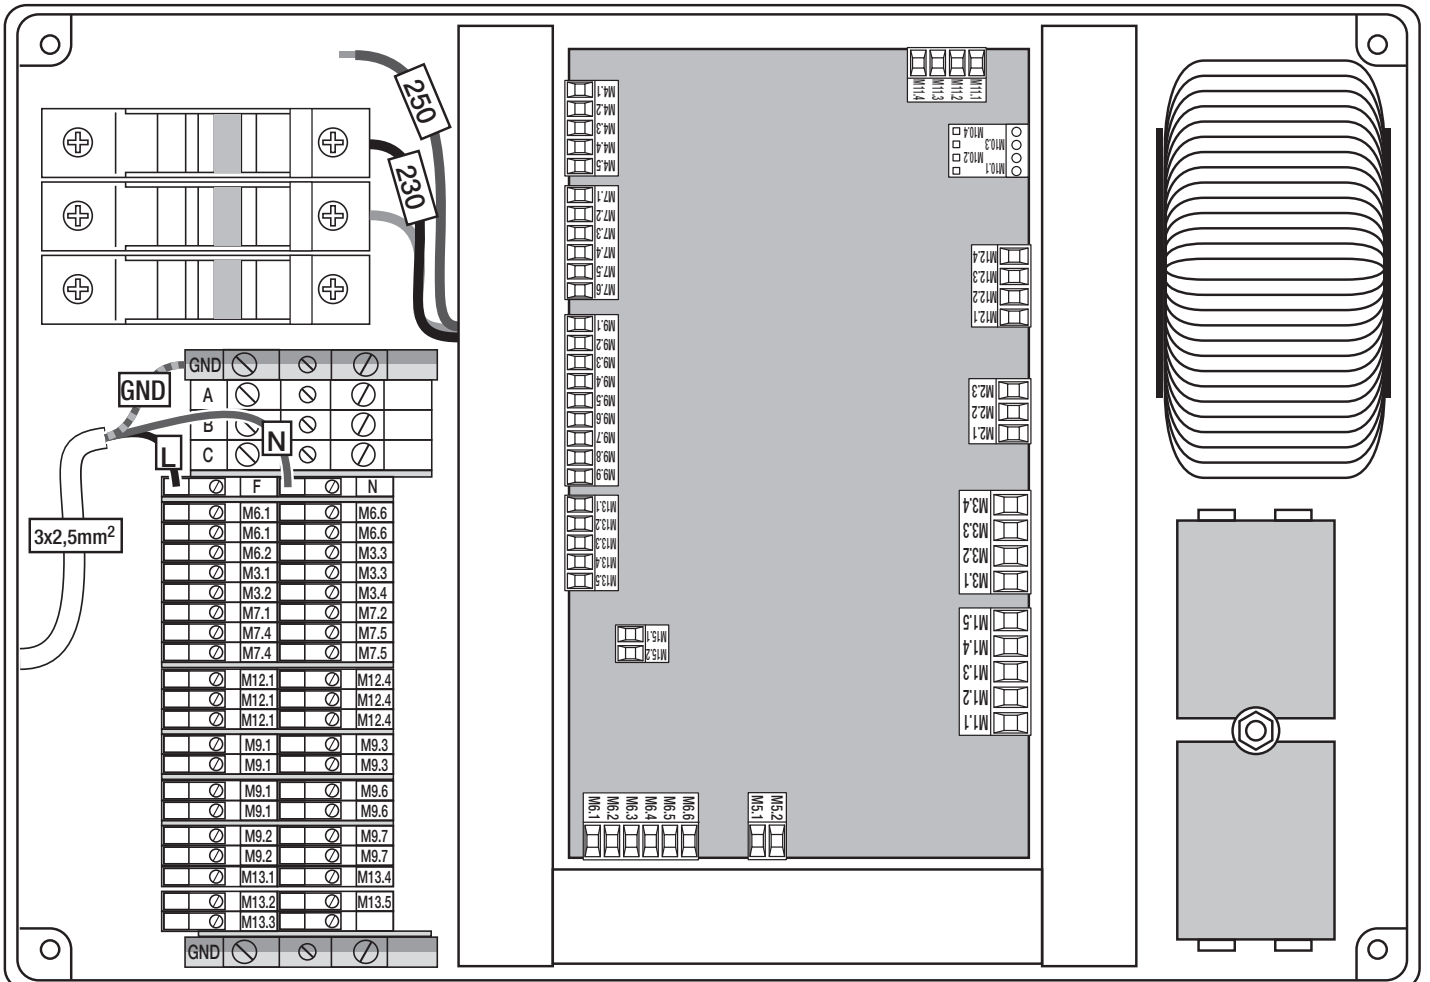 250
230
GND
A
B
C
GND
L
N
3x2,5mm²
F N
M6.1 M6.6
M6.1 M6.6
M6.2 M3.3
M3.1 M3.3
M3.2 M3.4
M7.1 M7.2
M7.4 M7.5
M7.4 M7.5
M12.1 M12.4
M12.1 M12.4
M12.1 M12.4
M9.1 M9.3
M9.1 M9.3
M9.1 M9.6
M9.1 M9.6
M9.2 M9.7
M9.2 M9.7
M13.1 M13.4
M13.2 M13.5
M13.3
GND
M4.1
M4.2
M4.3
M4.4
M4.5
M7.1
M7.2
M7.3
M7.4
M7.5
M7.6
M9.1
M9.2
M9.3
M9.4
M9.5
M9.6
M9.7
M9.8
M9.9
M13.1
M13.2
M13.3
M13.4
M13.5
M15.1
M15.2
M6.1 M6.2 M6.3 M6.4 M6.5 M6.6
M5.1 M5.2
M11.4 M11.3 M11.2 M11.1
M10.4
M10.3
M10.2
M10.1
M12.4
M12.3
M12.2
M12.1
M2.3
M2.2
M2.1
M3.4
M3.3
M3.2
M3.1
M1.5
M1.4
M1.3
M1.2
M1.1